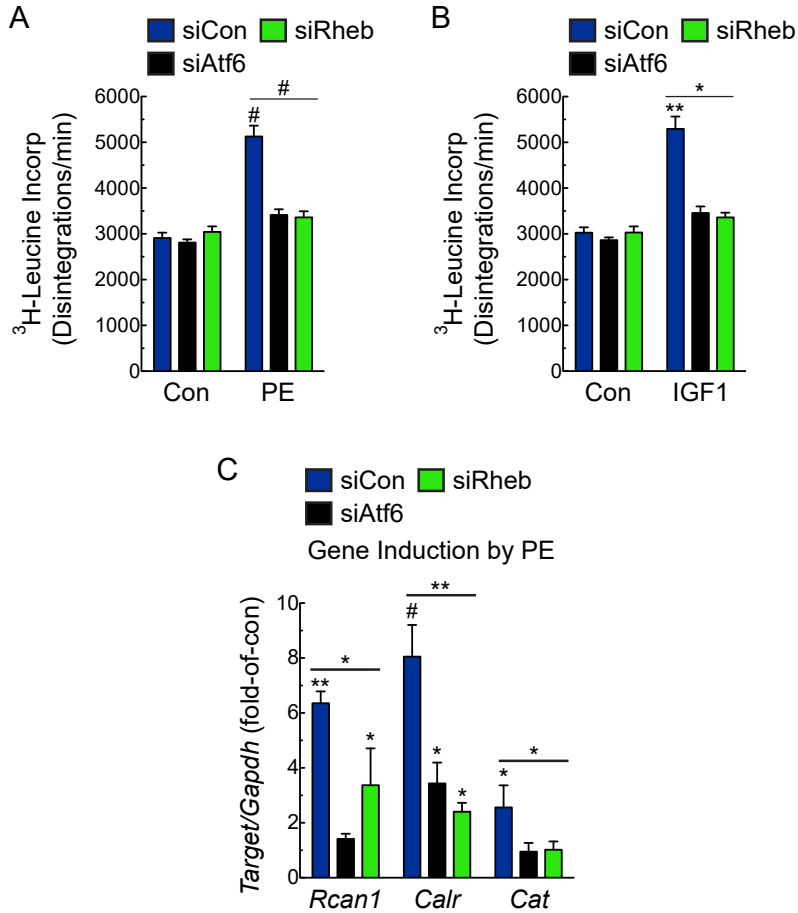 A
siCon siRheb
siAtf6
³H-Leucine Incorp
(Disintegrations/min)
6000
5000
4000
3000
2000
1000
0
#
#
Con PE
B
siCon siRheb
siAtf6
³H-Leucine Incorp
(Disintegrations/min)
6000
5000
4000
3000
2000
1000
0
*
**
Con IGF1
C
siCon siRheb
siAtf6
Gene Induction by PE
Target/Gapdh (fold-of-con)
10
8
6
4
2
0
*
**
*
**
#
*
*
*
*
Rcan1 Calr Cat